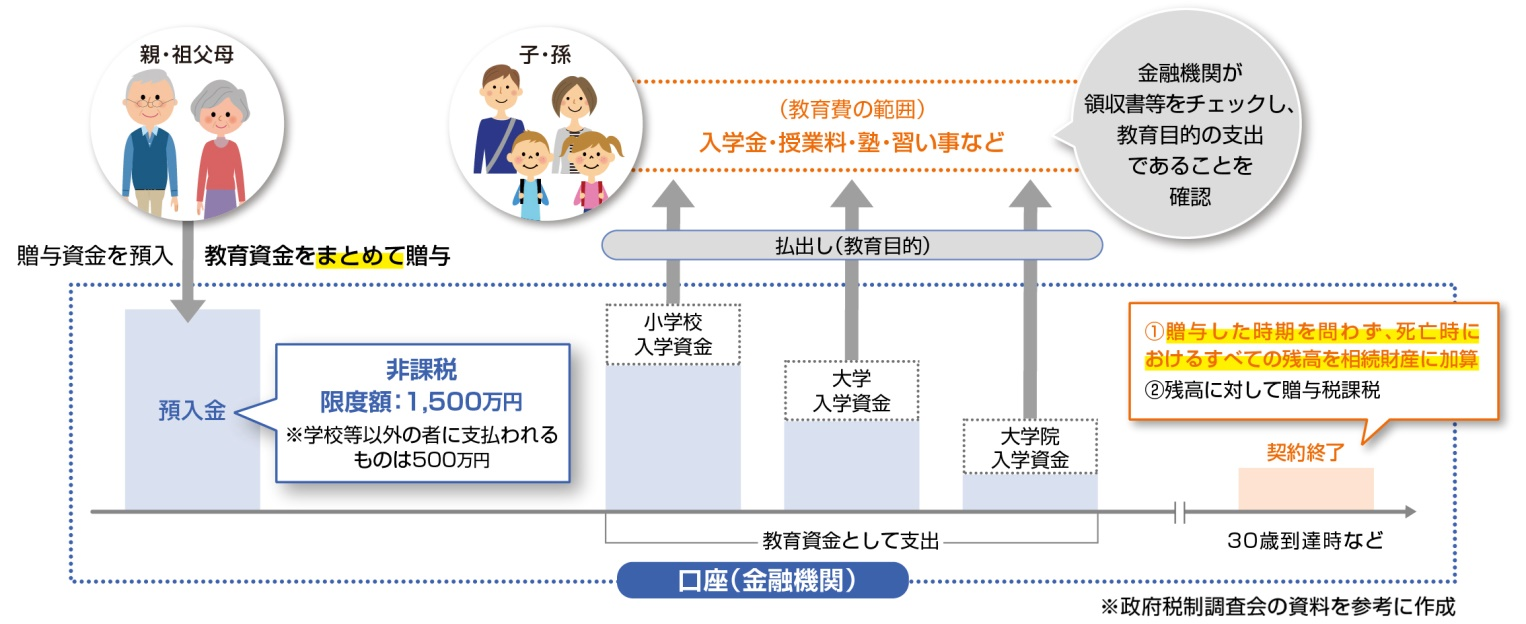 親・祖父母
子・孫
(教育費の範囲)
入学金・授業料・塾・習い事など
金融機関が
領収書等をチェックし、
教育目的の支出
であることを
確認
贈与資金を預入
教育資金をまとめて贈与
払出し(教育目的)
預入金
非課税
限度額：1,500万円
※学校等以外の者に支払われる
ものは500万円
小学校
入学資金
大学
入学資金
大学院
入学資金
①贈与した時期を問わず、死亡時に
おけるすべての残高を相続財産に加算
②残高に対して贈与税課税
契約終了
教育資金として支出
30歳到達時など
口座(金融機関)
※政府税制調査会の資料を参考に作成